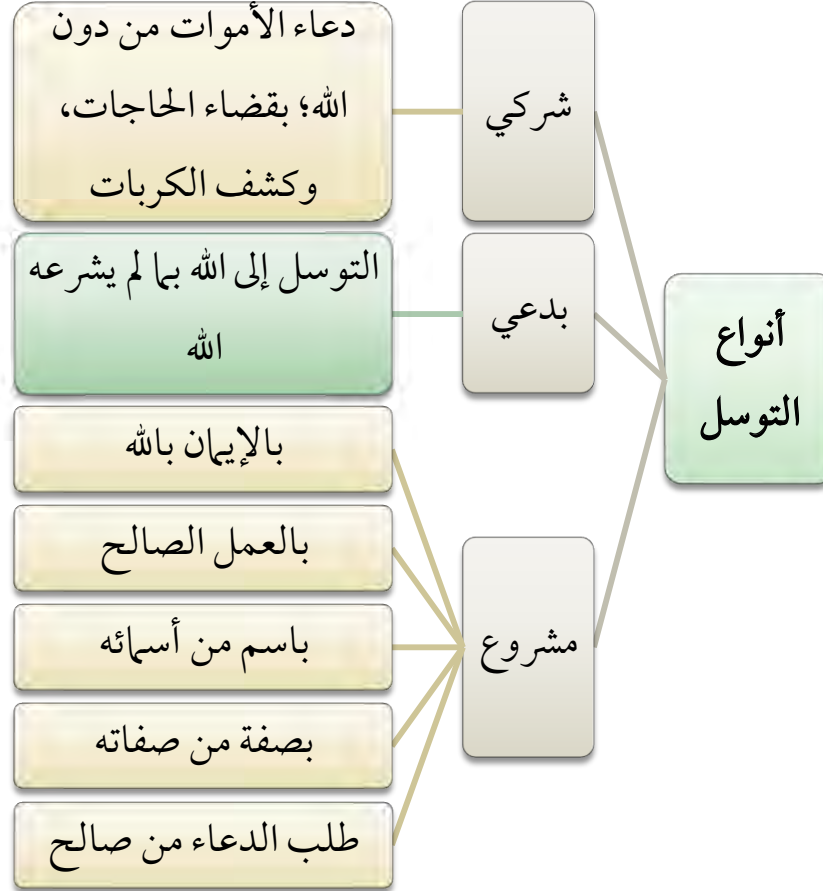 أنواع
التوسل
شركي
دعاء الأموات من دون
الله؛ بقضاء الحاجات،
وكشف الكربات
بدعي
التوسل إلى الله بما لم يشرعه
الله
مشروع
بالإيمان بالله
بالعمل الصالح
باسم من أسمائه
بصفة من صفاته
طلب الدعاء من صالح